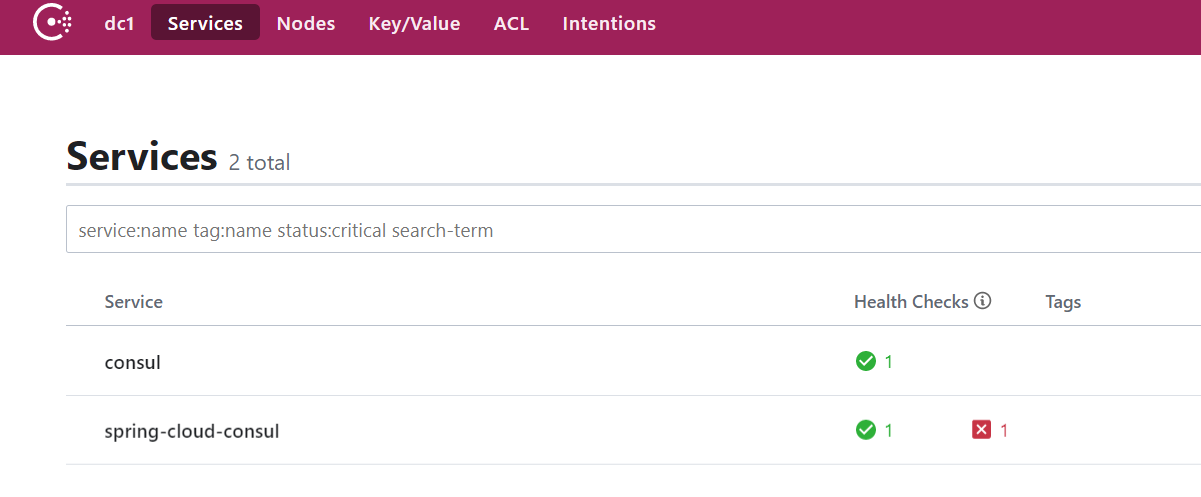 dc1 Services Nodes Key/Value ACL Intentions
Services 2 total
service:name tag:name status:critical search-term
Service Health Checks Tags
consul 1
spring-cloud-consul 1 1